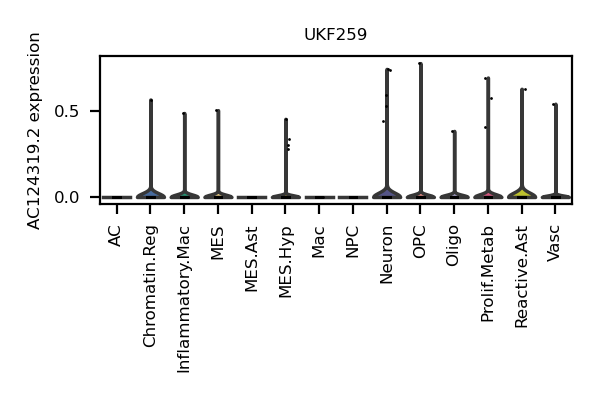 UKF259
AC124319.2 expression
0.5
0.0
AC
Chromatin.Reg
Inflammatory.Mac
MES
MES.Ast
MES.Hyp
Mac
NPC
Neuron
OPC
Oligo
Prolif.Metab
Reactive.Ast
Vasc